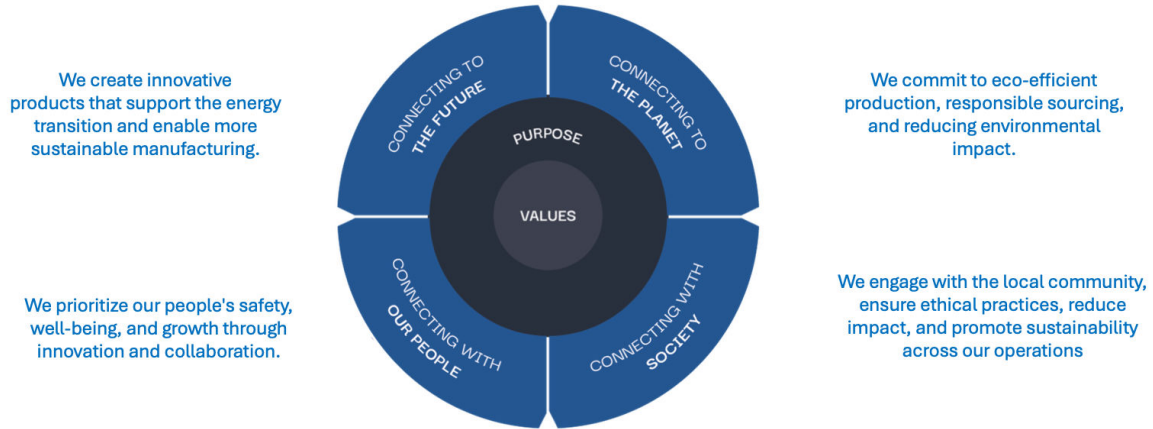 We create innovative
products that support the energy
transition and enable more
sustainable manufacturing.
CONNECTING TO
THE FUTURE
CONNECTING TO
THE PLANET
We commit to eco-efficient
production, responsible sourcing,
and reducing environmental
impact.
PURPOSE
VALUES
We prioritize our people's safety,
well-being, and growth through
innovation and collaboration.
CONNECTING WITH
OUR PEOPLE
CONNECTING WITH
SOCIETY
We engage with the local community,
ensure ethical practices, reduce
impact, and promote sustainability
across our operations